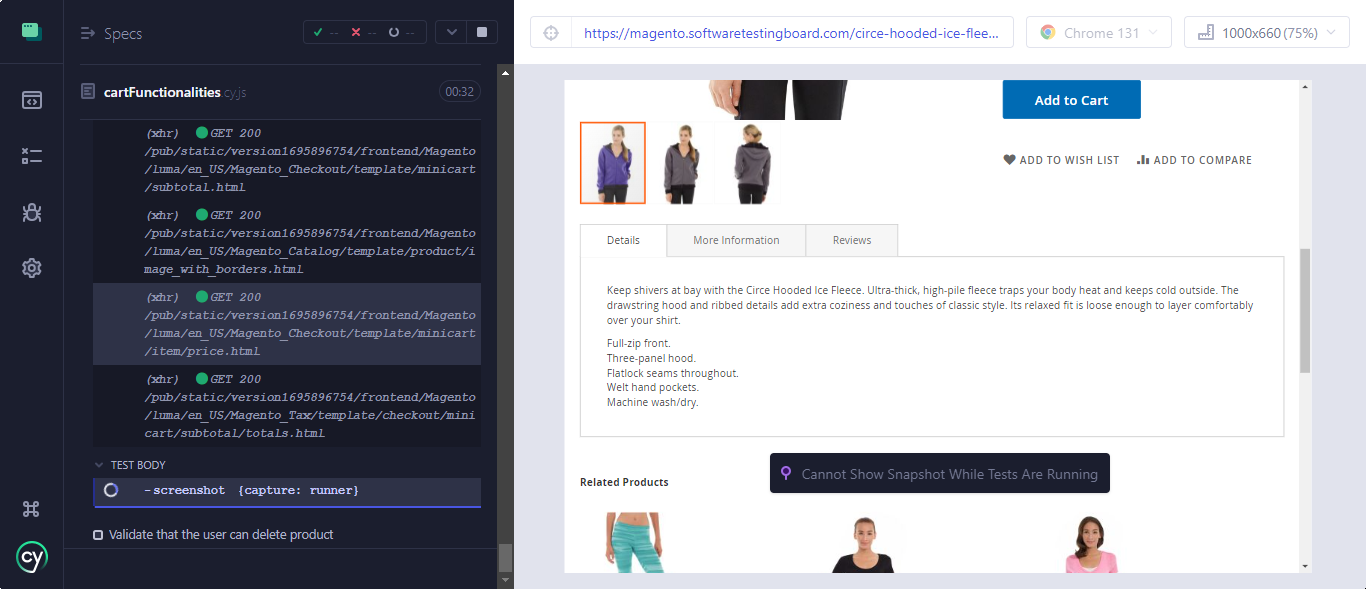 Specs
-- -- --
cartFunctionalities.cy.js
00:32
(xhr) GET 200
/pub/static/version1695896754/frontend/Magento
/luma/en_US/Magento_Checkout/template/minicart
/subtotal.html
(xhr) GET 200
/pub/static/version1695896754/frontend/Magento
/luma/en_US/Magento_Catalog/template/product/i
mage_with_borders.html
(xhr) GET 200
/pub/static/version1695896754/frontend/Magento
/luma/en_US/Magento_Checkout/template/minicart
/item/price.html
(xhr) GET 200
/pub/static/version1695896754/frontend/Magento
/luma/en_US/Magento_Tax/template/checkout/mini
cart/subtotal/totals.html
TEST BODY
-screenshot {capture: runner}
Validate that the user can delete product
cy
https://magento.softwaretestingboard.com/circe-hooded-ice-flee...
Chrome 131
1000x660 (75%)
Add to Cart
ADD TO WISH LIST
ADD TO COMPARE
Details
More Information
Reviews
Keep shivers at bay with the Circe Hooded Ice Fleece. Ultra-thick, high-pile fleece traps your body heat and keeps cold outside. The
drawstring hood and ribbed details add extra coziness and touches of classic style. Its relaxed fit is loose enough to layer comfortably
over your shirt.
Full-zip front.
Three-panel hood.
Flatlock seams throughout.
Welt hand pockets.
Machine wash/dry.
Cannot Show Snapshot While Tests Are Running
Related Products